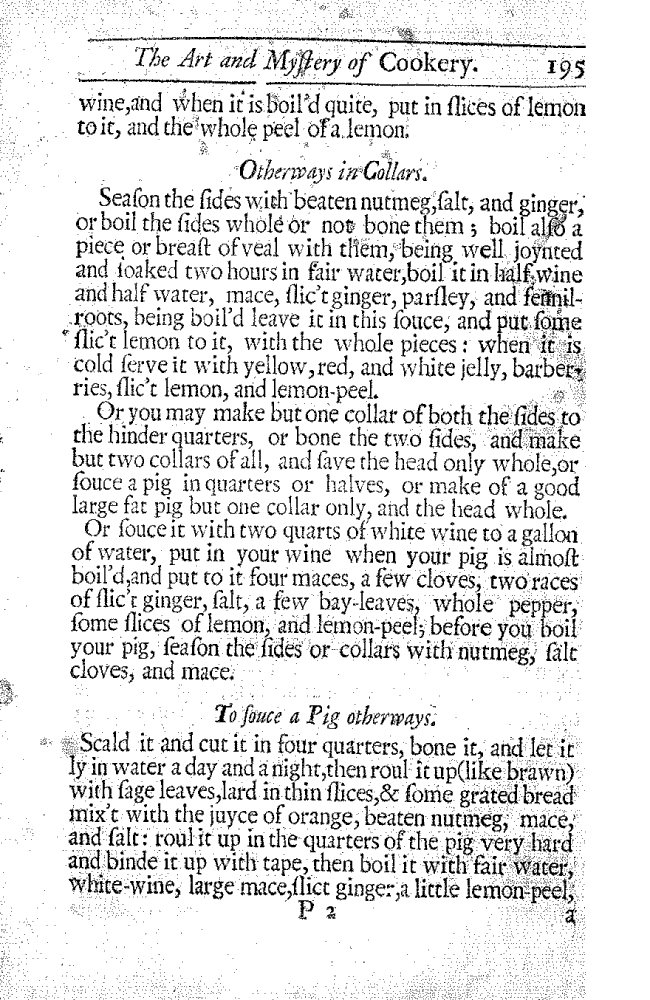 The Art and Myſtery of Cookery. 195
wine, and when it is boil'd quite, put in ſlices of lemon
to it, and the whole peel of a lemon.
Otherways in Collars.
Seaſon the ſides with beaten nutmeg, ſalt, and ginger,
or boil the ſides whole or not bone them; boil alſo a
piece or breaſt of veal with them, being well joynted
and ſoaked two hours in fair water, boil it in half wine
and half water, mace, ſlic't ginger, parſley, and fennil-
roots, being boil'd leave it in this ſouce, and put ſome
ſlic't lemon to it, with the whole pieces: when it is
cold ſerve it with yellow, red, and white jelly, barber-
ries, ſlic't lemon, and lemon-peel.
Or you may make but one collar of both the ſides to
the hinder quarters, or bone the two ſides, and make
but two collars of all, and ſave the head only whole, or
ſouce a pig in quarters or halves, or make of a good
large fat pig but one collar only, and the head whole.
Or ſouce it with two quarts of white wine to a gallon
of water, put in your wine when your pig is almoſt
boil'd, and put to it four maces, a few cloves, two races
of ſlic't ginger, ſalt, a few bay-leaves, whole pepper,
ſome ſlices of lemon, and lemon-peel; before you boil
your pig, ſeaſon the ſides or collars with nutmeg, ſalt
cloves, and mace.
To ſouce a Pig otherways.
Scald it and cut it in four quarters, bone it, and let it
ly in water a day and a night, then roul it up (like brawn)
with ſage leaves, lard in thin ſlices, & ſome grated bread
mix't with the juyce of orange, beaten nutmeg, mace,
and ſalt: roul it up in the quarters of the pig very hard
and binde it up with tape, then boil it with fair water,
white-wine, large mace, ſlict ginger, a little lemon-peel,
P 2 a